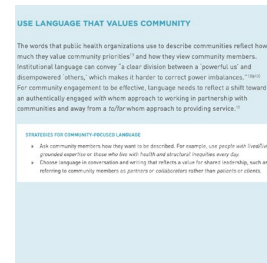 USE LANGUAGE THAT VALUES COMMUNITY
The words that public health organizations use to describe communities reflect how
much they value community priorities and how they view community members.
Institutional language can convey "a clear division between a 'powerful us' and
disempowered 'others,' which makes it harder to correct power imbalances."
For community engagement to be effective, language needs to reflect a shift toward
an authentically engaged with whom approach to working in partnership with
communities and away from a to/for whom approach to providing service.
STRATEGIES FOR COMMUNITY-FOCUSED LANGUAGE
Ask community members how they want to be described. For example, use people with lived/livi
grounded expertise or those who live with health and structural inequities every day.
Choose language in conversation and writing that reflects a value for shared leadership, such as
referring to community members as partners or collaborators rather than patients or clients.